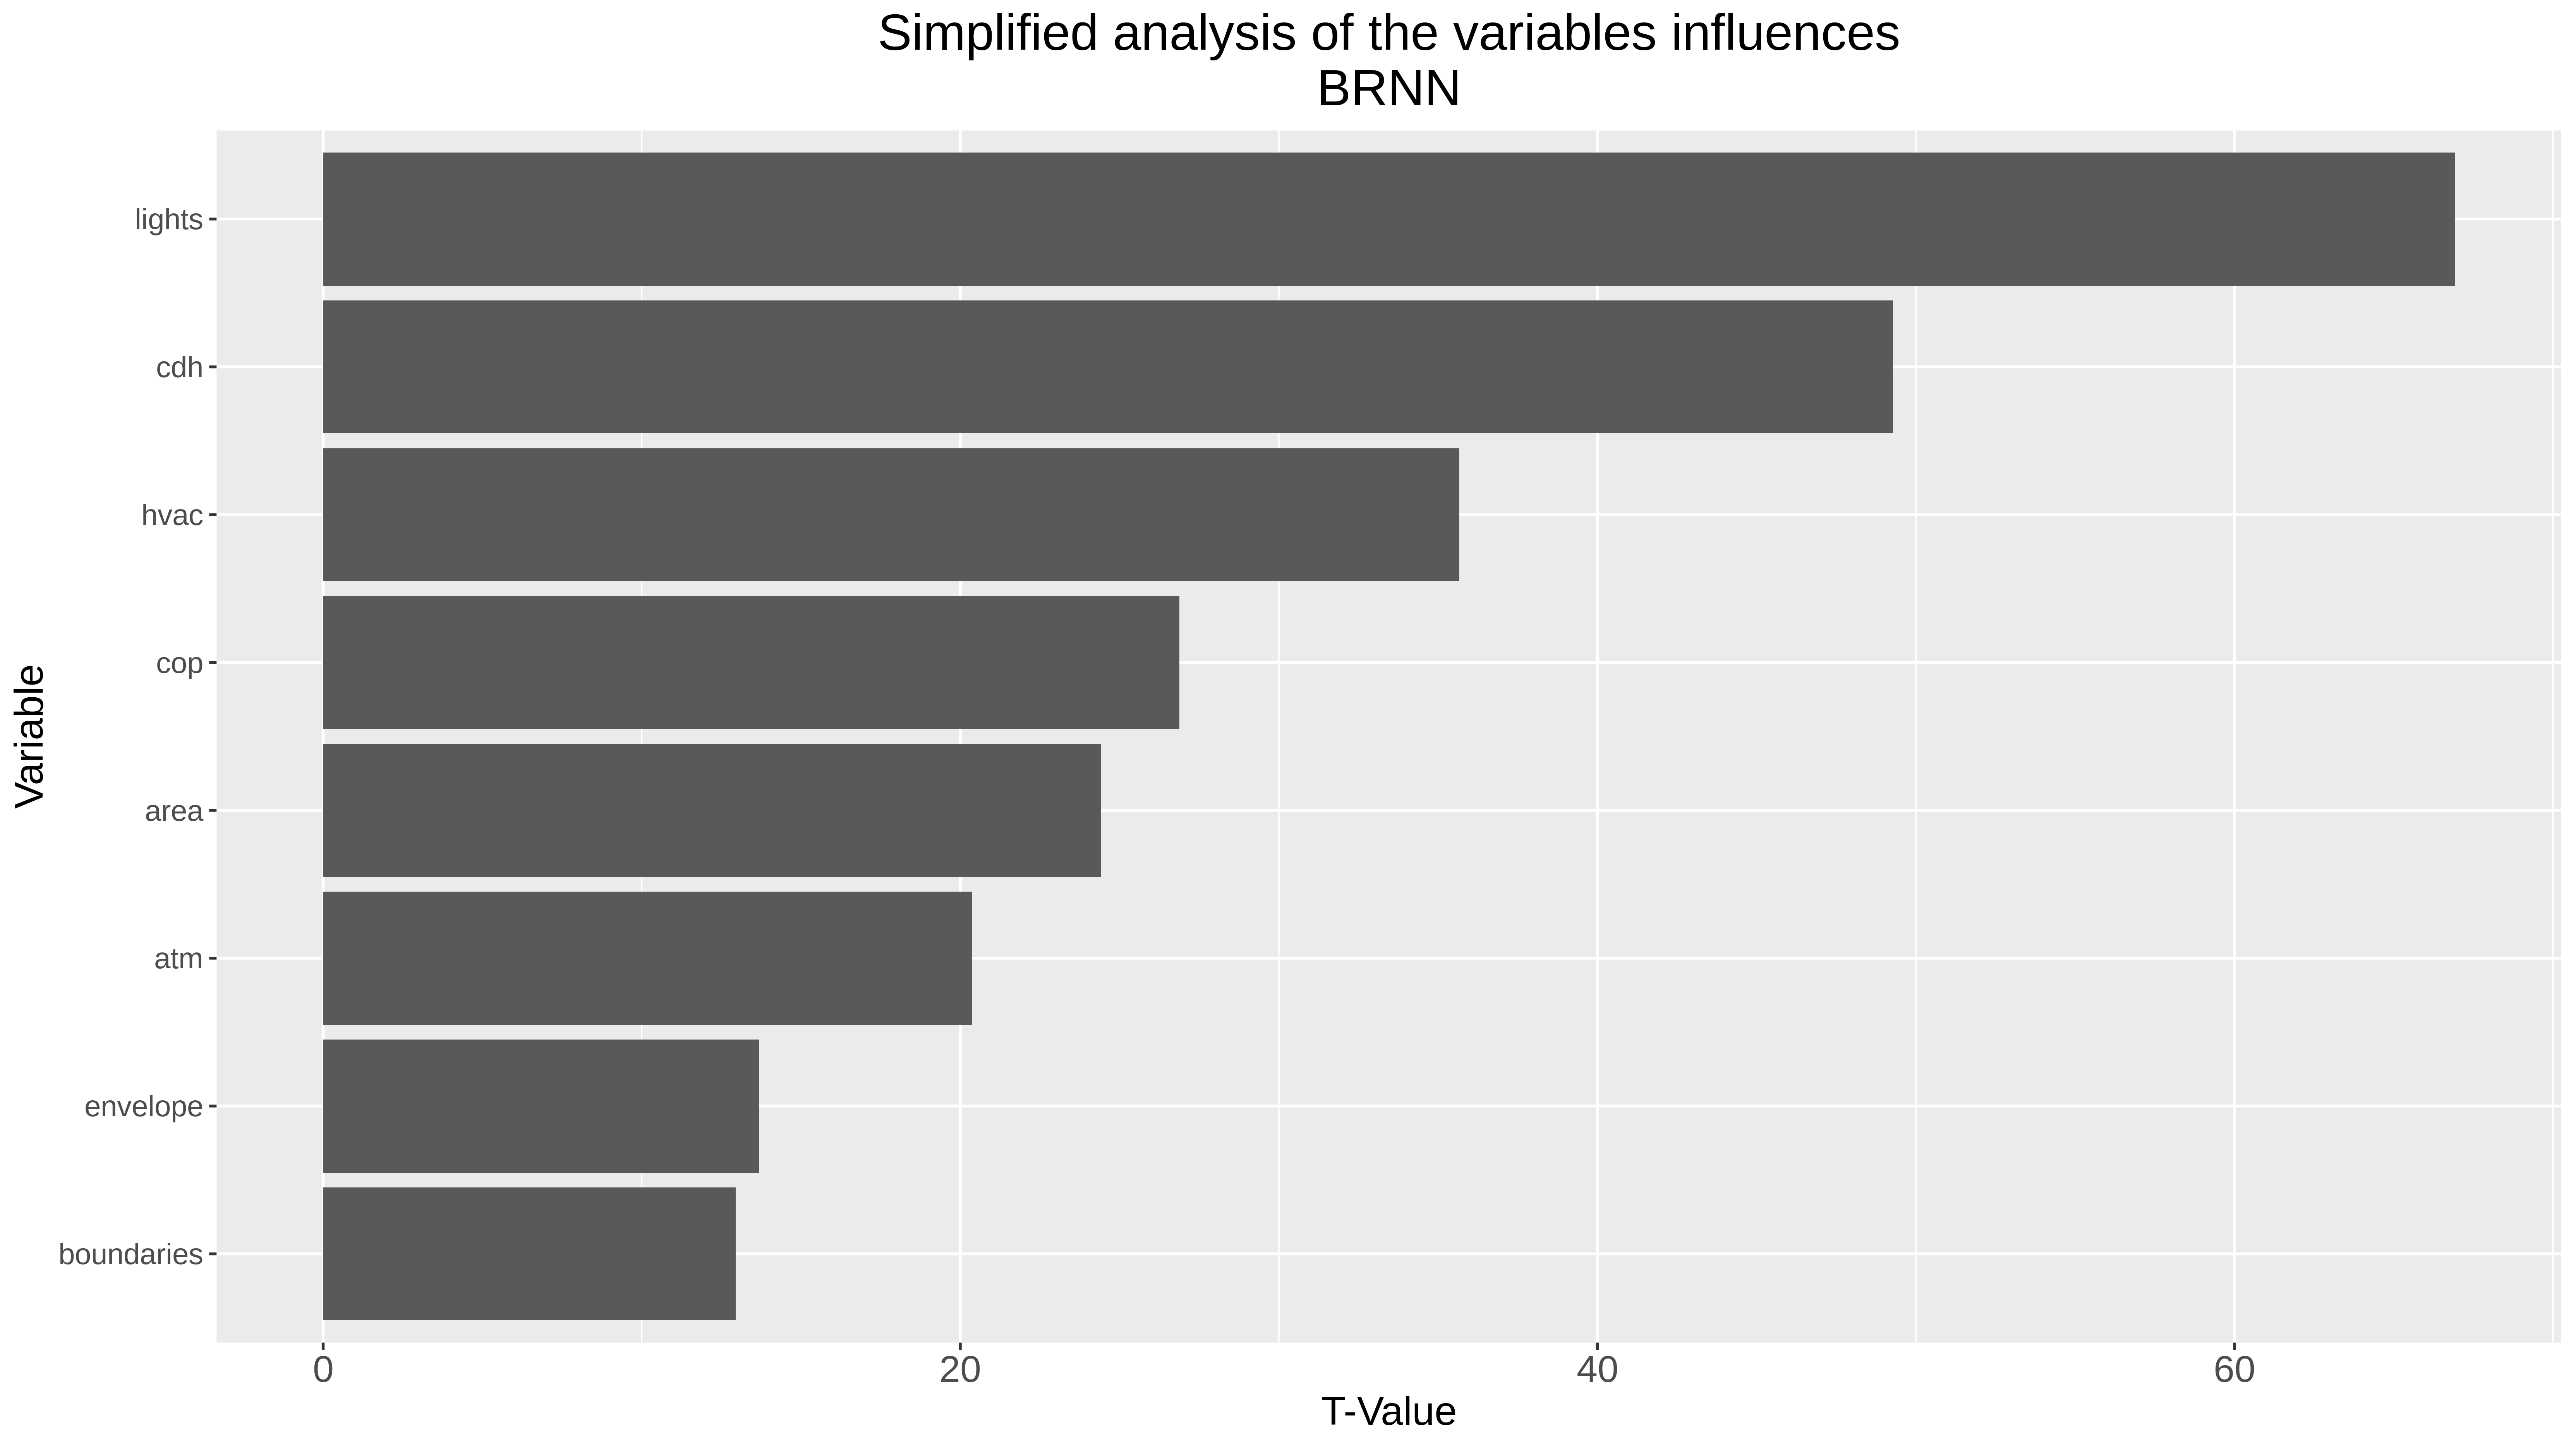 Simplified analysis of the variables influences
BRNN
Variable
lights
cdh
hvac
cop
area
atm
envelope
boundaries
0 20 40 60
T-Value